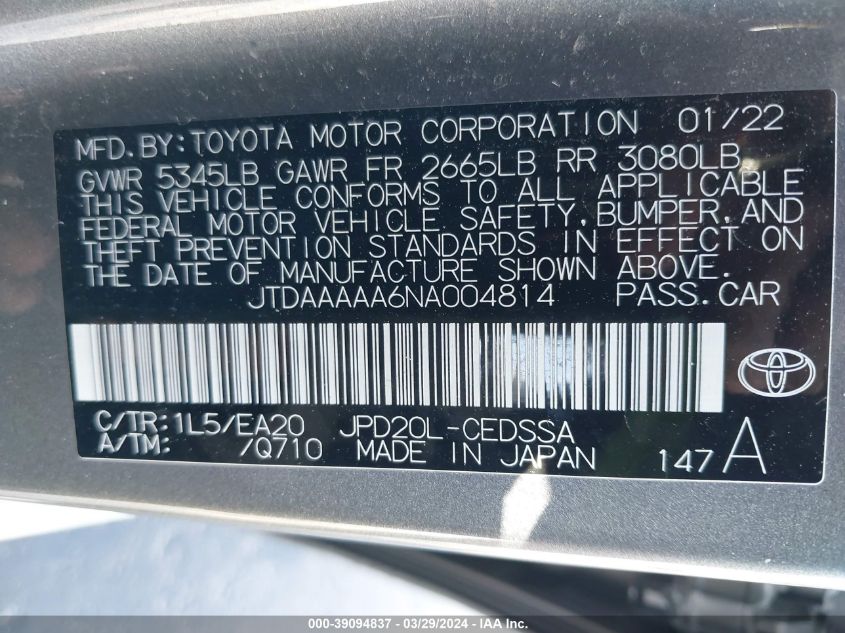 MFD. BY: TOYOTA MOTOR CORPORATION 01/22
GVWR 5345LB GAWR FR 2665LB RR 3080LB
THIS VEHICLE CONFORMS TO ALL APPLICABLE
FEDERAL MOTOR VEHICLE SAFETY, BUMPER, AND
THEFT PREVENTION STANDARDS IN EFFECT ON
THE DATE OF MANUFACTURE SHOWN ABOVE.
JTDAAAAA6NA004814 PASS. CAR
C/TR: 1L5/EA20 JPD20L-CEDSSA
A/TM: /Q710 MADE IN JAPAN 147 A
000-39094837 - 03/29/2024 - IAA Inc.